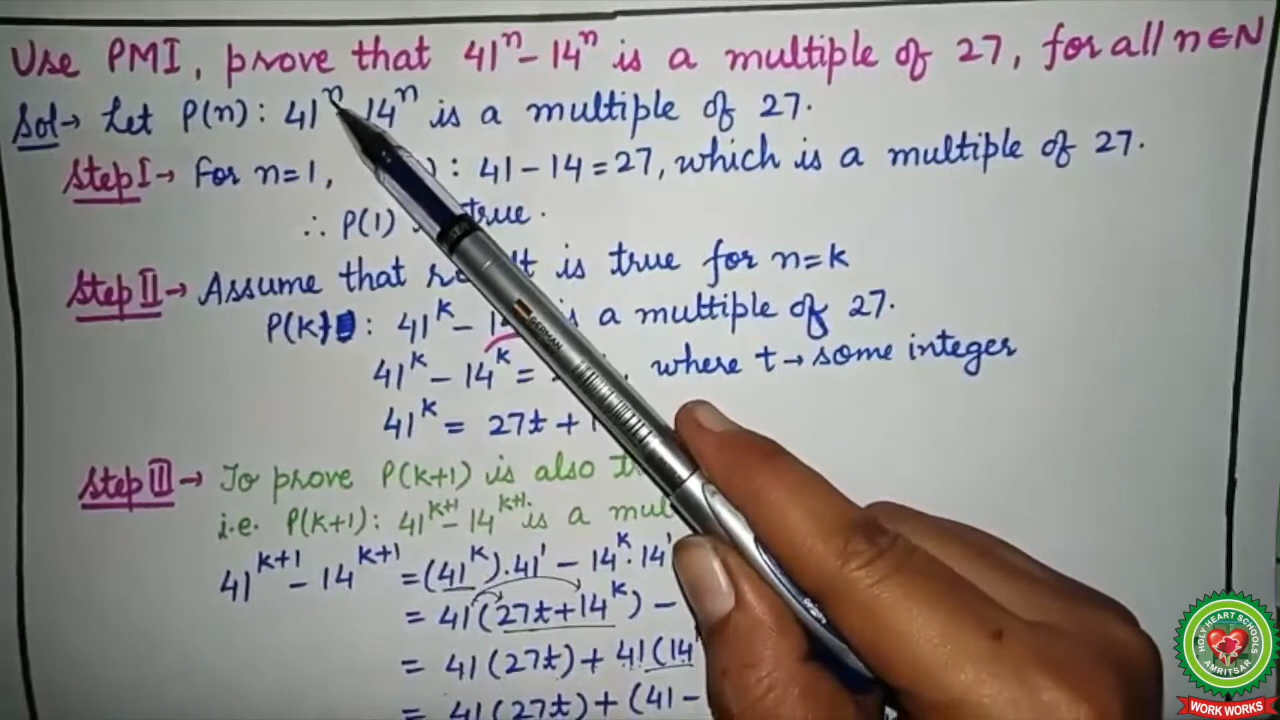 Use PMI, prove that 41ⁿ - 14ⁿ is a multiple of 27, for all n∈N
Sol→ Let P(n): 41ⁿ 14ⁿ is a multiple of 27.
Step I→ For n=1, : 41-14=27, which is a multiple of 27.
∴ P(1) true.
Step II→ Assume that is true for n=k
P(k): 41ᵏ - is a multiple of 27.
41ᵏ - 14ᵏ = where t→ some integer
41ᵏ = 27t +
Step III→ To prove P(k+1) is also
i.e. P(k+1): 41ᵏ⁺¹ - 14ᵏ⁺¹ is a
41ᵏ⁺¹ - 14ᵏ⁺¹ = (41ᵏ).41¹ - 14ᵏ.14¹
= 41(27t+14ᵏ) -
= 41(27t) + 41(14
= 41(27t) + (41 -
GERMAN
HOLY HEART SCHOOLS
AMRITSAR
WORK WORKS